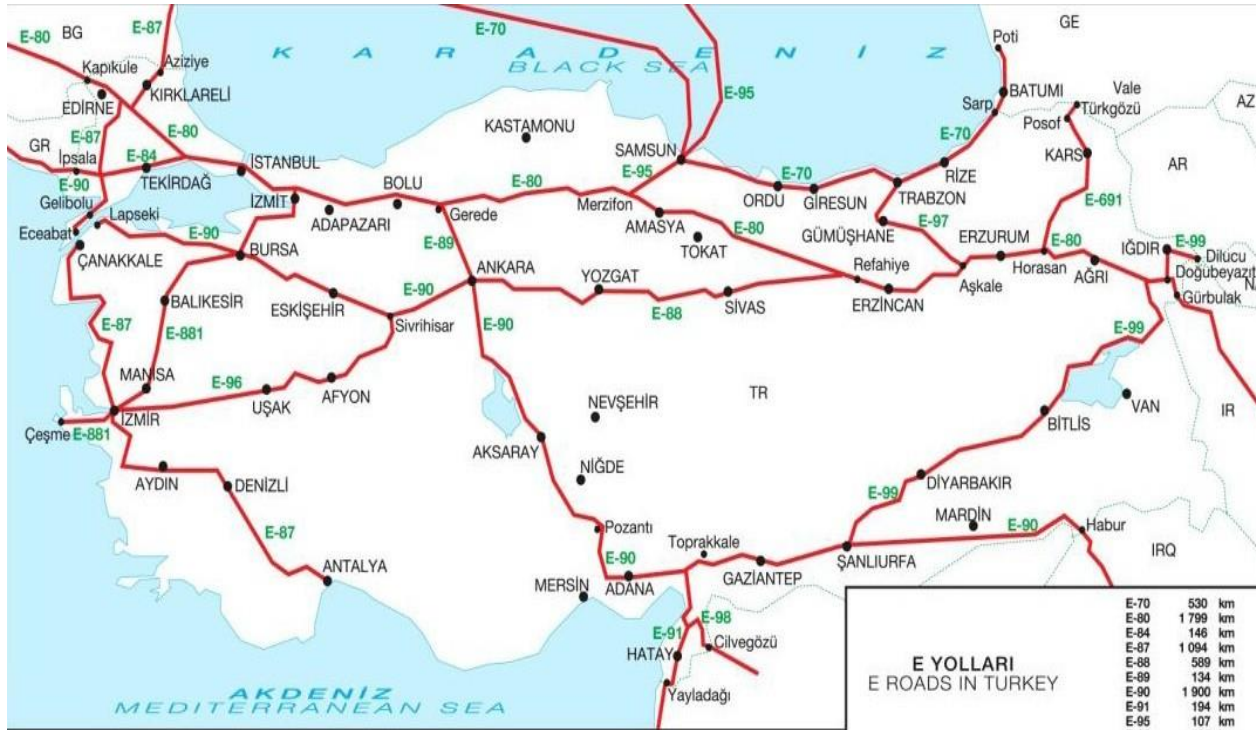 BG
E-80
E-87
Aziziye
Kapıkule
EDİRNE
KIRKLARELİ
E-87
E-80
GR
İpsala
E-84
TEKİRDAĞ
İSTANBUL
E-90
Gelibolu
Lapseki
Eceabat
ÇANAKKALE
E-90
İZMİT
ADAPAZARI
BOLU
Gerede
BURSA
E-89
E-70
K A R A D E N İ Z
BLACK SEA
E-95
KASTAMONU
SAMSUN
E-95
E-80
Merzifon
AMASYA
TOKAT
E-80
ORDU
E-70
GİRESUN
TRABZON
RİZE
E-70
GÜMÜŞHANE
E-97
Poti
GE
BATUMI
Sarp
Vale
Türkgözü
Posof
KARS
AZ
AR
E-691
ERZURUM
Horasan
E-80
AĞRI
IĞDIR
E-99
Dilucu
Doğubeyazıt
NA
Gürbulak
Refahiye
ERZİNCAN
Aşkale
ANKARA
YOZGAT
E-88
SİVAS
E-90
Sivrihisar
ESKİŞEHİR
BALIKESİR
E-881
E-87
MANİSA
E-96
İZMİR
UŞAK
AFYON
Çeşme
E-881
AYDIN
DENİZLİ
E-87
ANTALYA
E-90
NEVŞEHİR
AKSARAY
NİĞDE
Pozantı
E-90
ADANA
MERSİN
Toprakkale
GAZİANTEP
ŞANLIURFA
TR
E-99
DİYARBAKIR
MARDİN
E-90
Habur
BİTLİS
VAN
E-99
IR
IRQ
E-91
E-98
HATAY
Cilvegözü
Yayladağı
AKDENİZ
MEDITERRANEAN SEA
E YOLLARI
E ROADS IN TURKEY
E-70 530 km
E-80 1 799 km
E-84 146 km
E-87 1 094 km
E-88 589 km
E-89 134 km
E-90 1 900 km
E-91 194 km
E-95 107 km